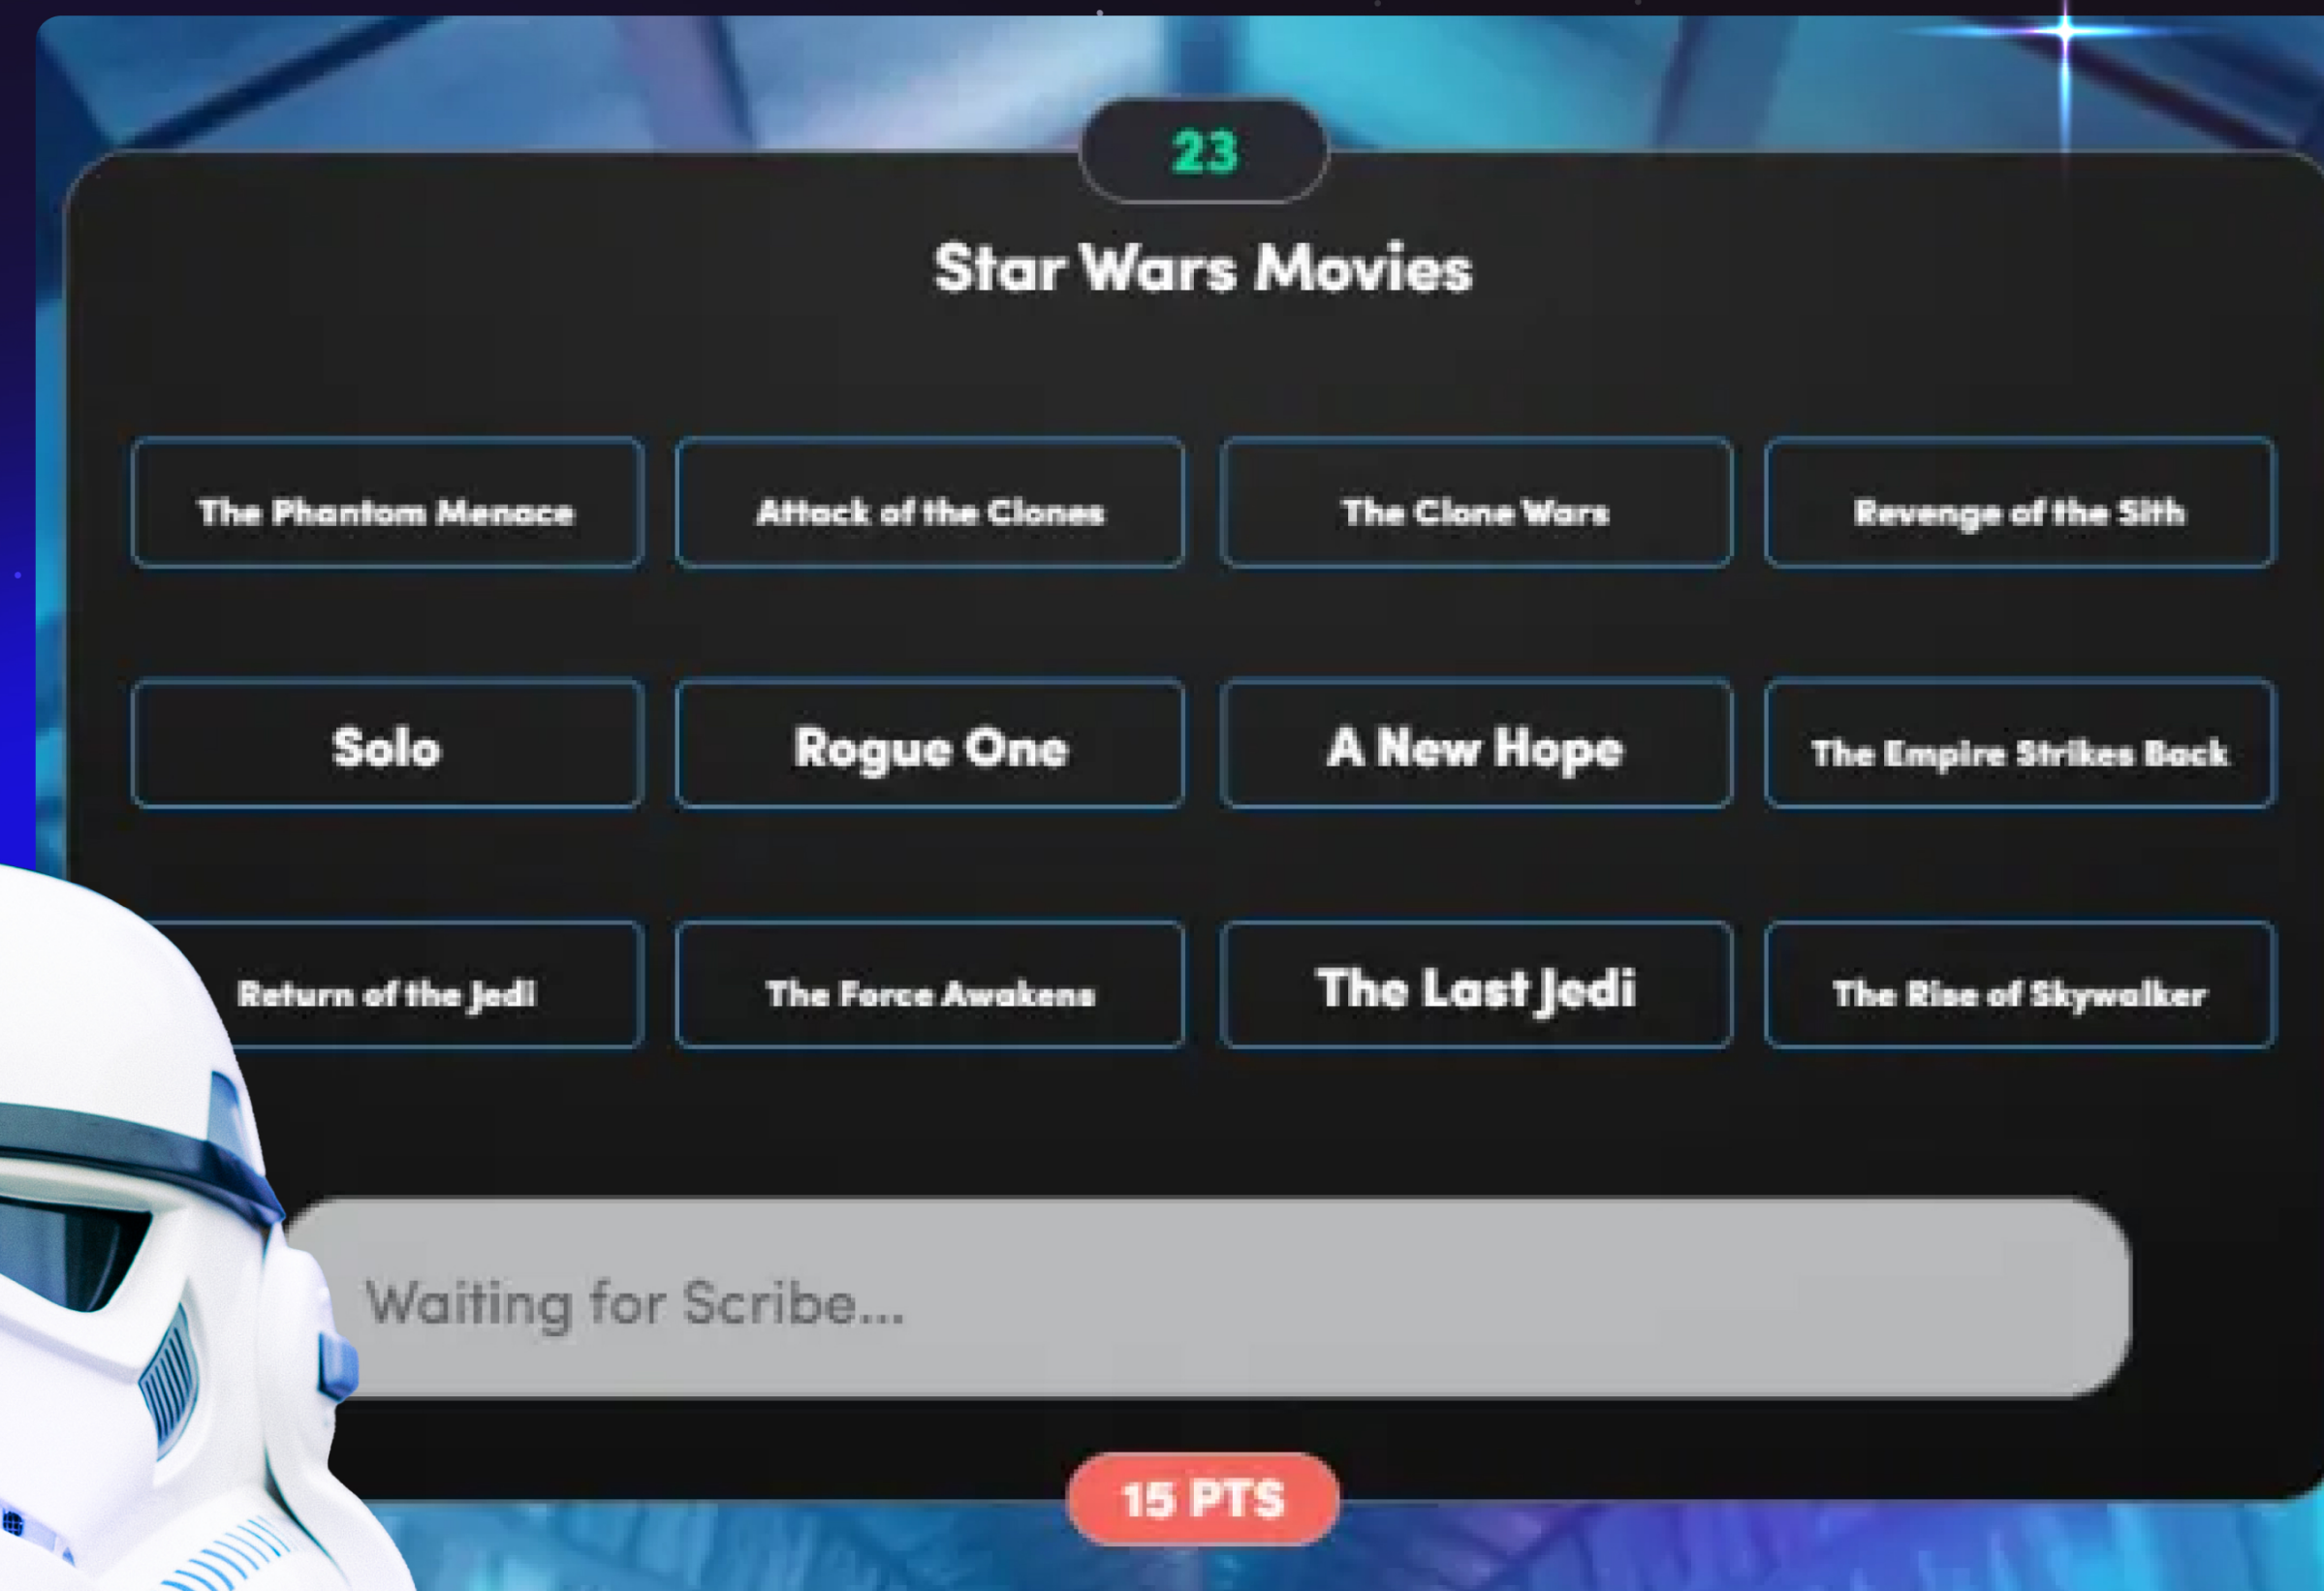 23
Star Wars Movies
The Phantom Menace
Attack of the Clones
The Clone Wars
Revenge of the Sith
Solo
Rogue One
A New Hope
The Empire Strikes Back
Return of the Jedi
The Force Awakens
The Last Jedi
The Rise of Skywalker
Waiting for Scribe...
15 PTS